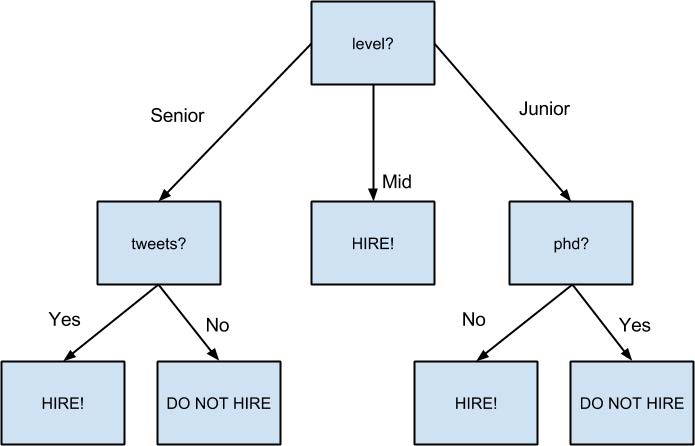 level?
Senior
Junior
Mid
tweets?
HIRE!
phd?
Yes
No
No
Yes
HIRE!
DO NOT HIRE
HIRE!
DO NOT HIRE